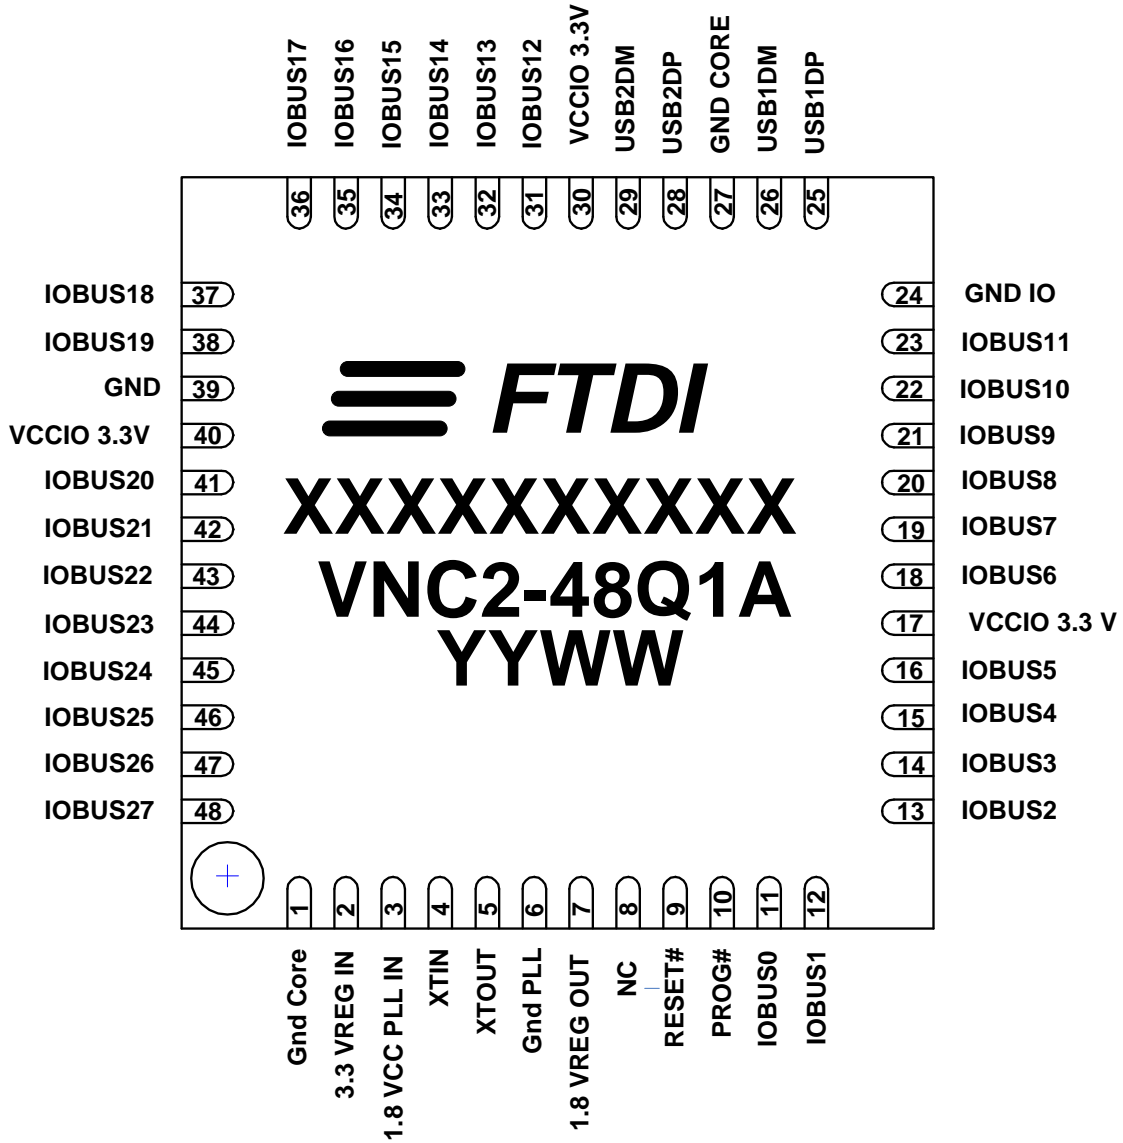 IOBUS17
IOBUS16
IOBUS15
IOBUS14
IOBUS13
IOBUS12
VCCIO 3.3V
USB2DM
USB2DP
GND CORE
USB1DM
USB1DP
36
35
34
33
32
31
30
29
28
27
26
25
IOBUS18 37
IOBUS19 38
GND 39
VCCIO 3.3V 40
IOBUS20 41
IOBUS21 42
IOBUS22 43
IOBUS23 44
IOBUS24 45
IOBUS25 46
IOBUS26 47
IOBUS27 48
FTDI
XXXXXXXXXX
VNC2-48Q1A
YYWW
24 GND IO
23 IOBUS11
22 IOBUS10
21 IOBUS9
20 IOBUS8
19 IOBUS7
18 IOBUS6
17 VCCIO 3.3 V
16 IOBUS5
15 IOBUS4
14 IOBUS3
13 IOBUS2
1
2
3
4
5
6
7
8
9
10
11
12
Gnd Core
3.3 VREG IN
1.8 VCC PLL IN
XTIN
XTOUT
Gnd PLL
1.8 VREG OUT
NC
RESET#
PROG#
IOBUS0
IOBUS1